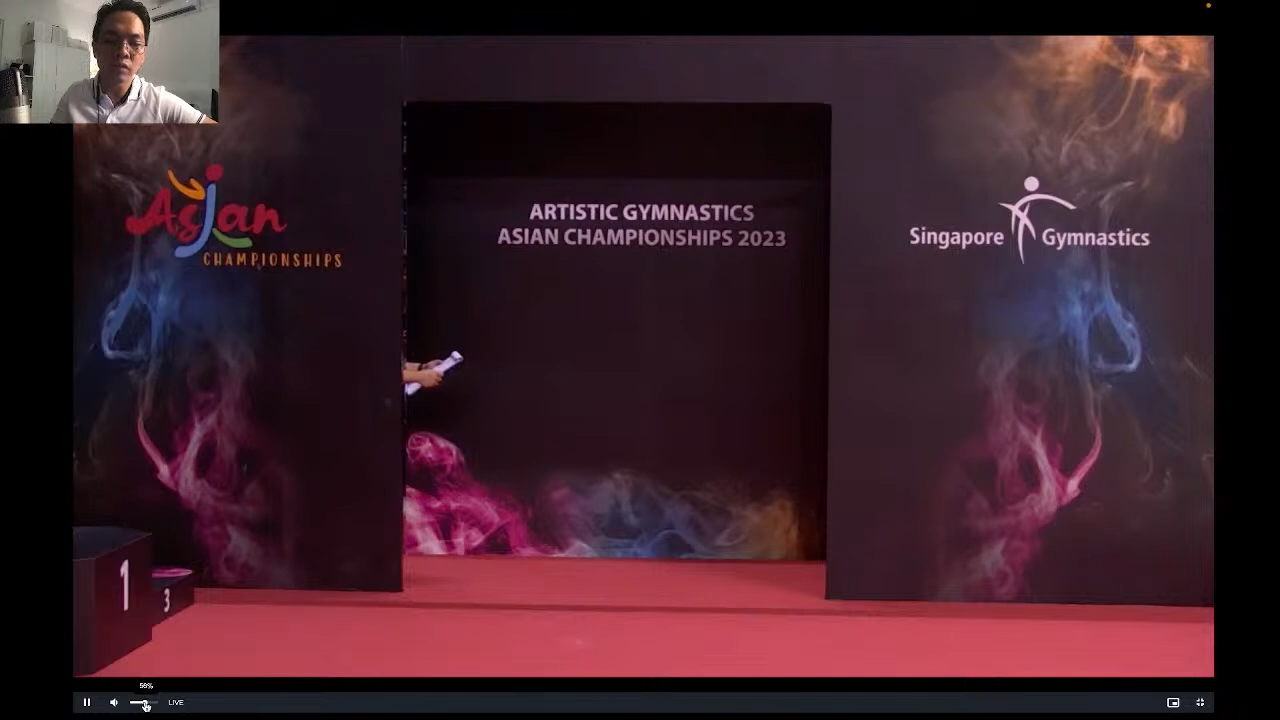 Asian
CHAMPIONSHIPS
ARTISTIC GYMNASTICS
ASIAN CHAMPIONSHIPS 2023
Singapore Gymnastics
1
3
56%
LIVE